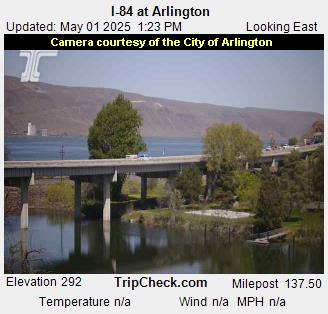 I-84 at Arlington
Updated: May 01 2025 1:23 PM Looking East
Camera courtesy of the City of Arlington
Elevation 292 TripCheck.com Milepost 137.50
Temperature n/a Wind n/a MPH n/a